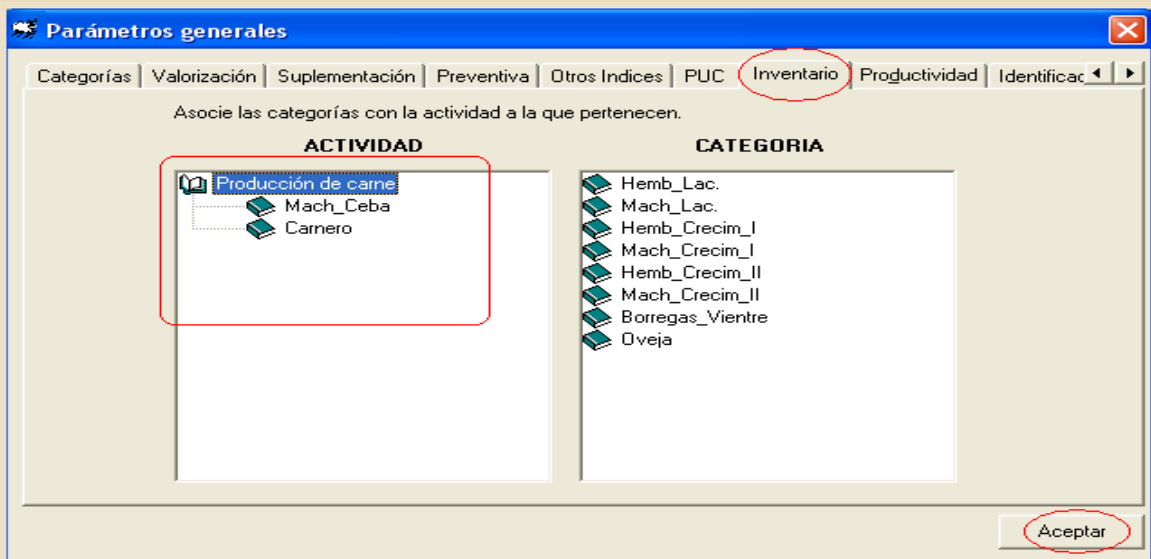 Parámetros generales
Categorías Valorización Suplementación Preventiva Otros Indices PUC Inventario Productividad Identificac
Asocie las categorías con la actividad a la que pertenecen.
ACTIVIDAD
Producción de carne
Mach_Ceba
Carnero
CATEGORIA
Hemb_Lac.
Mach_Lac.
Hemb_Crecim_I
Mach_Crecim_I
Hemb_Crecim_II
Mach_Crecim_II
Borregas_Vientre
Oveja
Aceptar